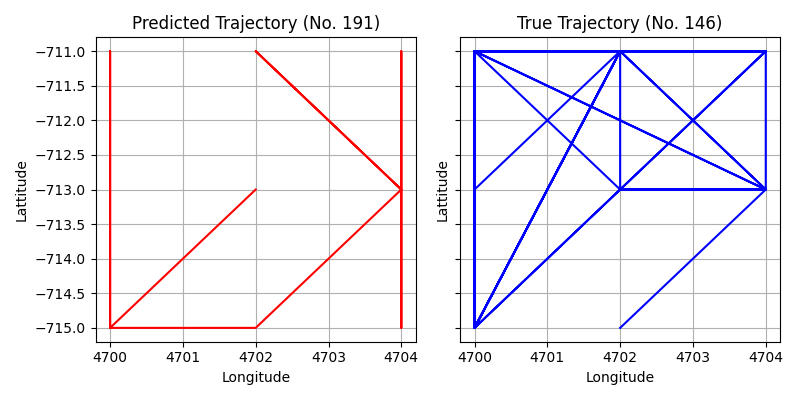 Predicted Trajectory (No. 191)
Lattitude
−711.0
−711.5
−712.0
−712.5
−713.0
−713.5
−714.0
−714.5
−715.0
4700 4701 4702 4703 4704
Longitude
True Trajectory (No. 146)
Lattitude
4700 4701 4702 4703 4704
Longitude